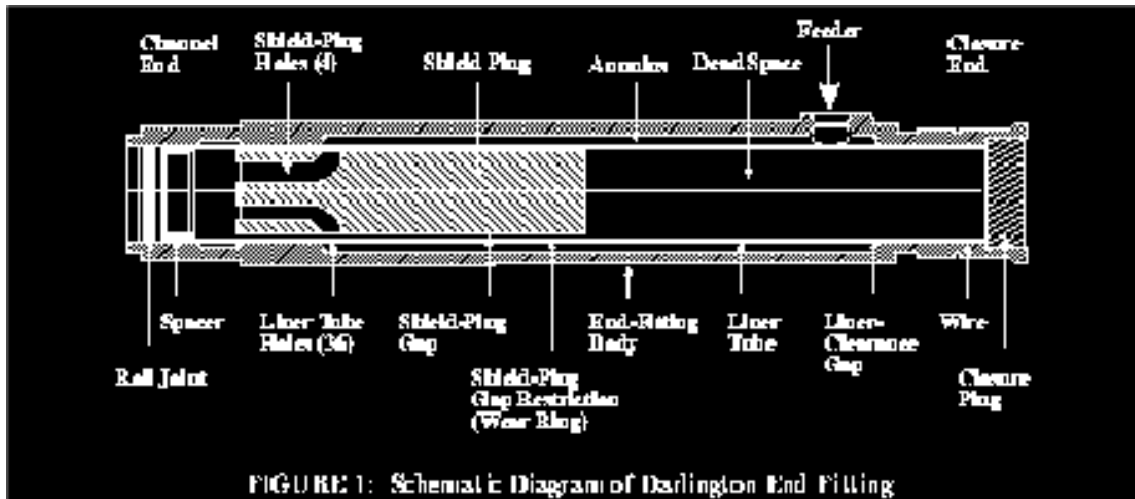 Channel
End
Shield-Plug
Holes (4)
Shield Plug
Annulus
Dead Space
Feeder
Closure
End
Spacer
Liner Tube
Holes (36)
Shield-Plug
Gap
End-Fitting
Body
Liner
Tube
Liner-
Clearance
Gap
Wire
Roll Joint
Shield-Plug
Gap Restriction
(Wear Ring)
Closure
Plug
FIGURE 1: Schematic Diagram of Darlington End Fitting